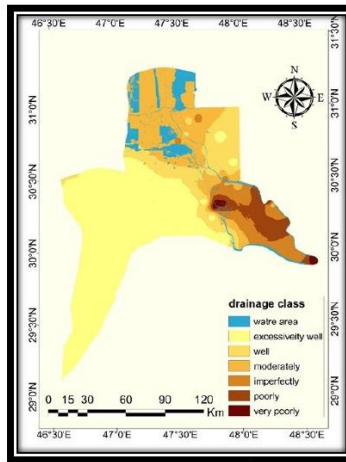 46°30'E 47°0'E 47°30'E 48°0'E 48°30'E
31°30'N
31°0'N
30°30'N
30°0'N
29°30'N
29°0'N
31°0'N
30°30'N
30°0'N
29°30'N
29°0'N
N
W E
S
drainage class
watre area
excessivelty well
well
moderately
imperfectly
poorly
very poorly
0 15 30 60 90 120
Km
46°30'E 47°0'E 47°30'E 48°0'E 48°30'E